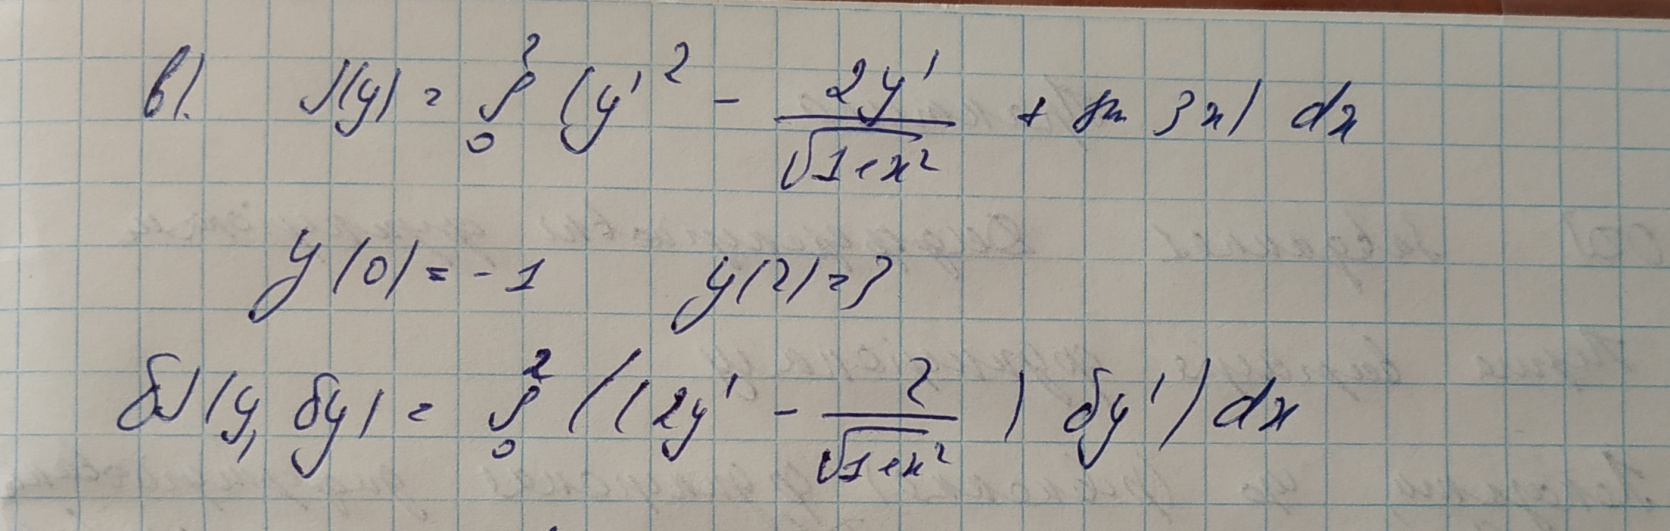 в). J(y) = ∫₀² (y'² - 2y'/√(1+x²) + sin 3x) dx
y(0) = -1 y(2) = 3
δJ(y, δy) = ∫₀² ((2y' - 2/√(1+x²)) δy') dx